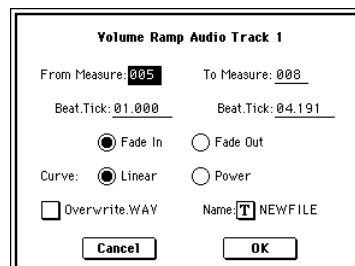 Volume Ramp Audio Track 1
From Measure: 005 To Measure: 008
Beat.Tick: 01.000 Beat.Tick: 04.191
Fade In Fade Out
Curve: Linear Power
Overwrite.WAV Name: T NEWFILE
Cancel OK